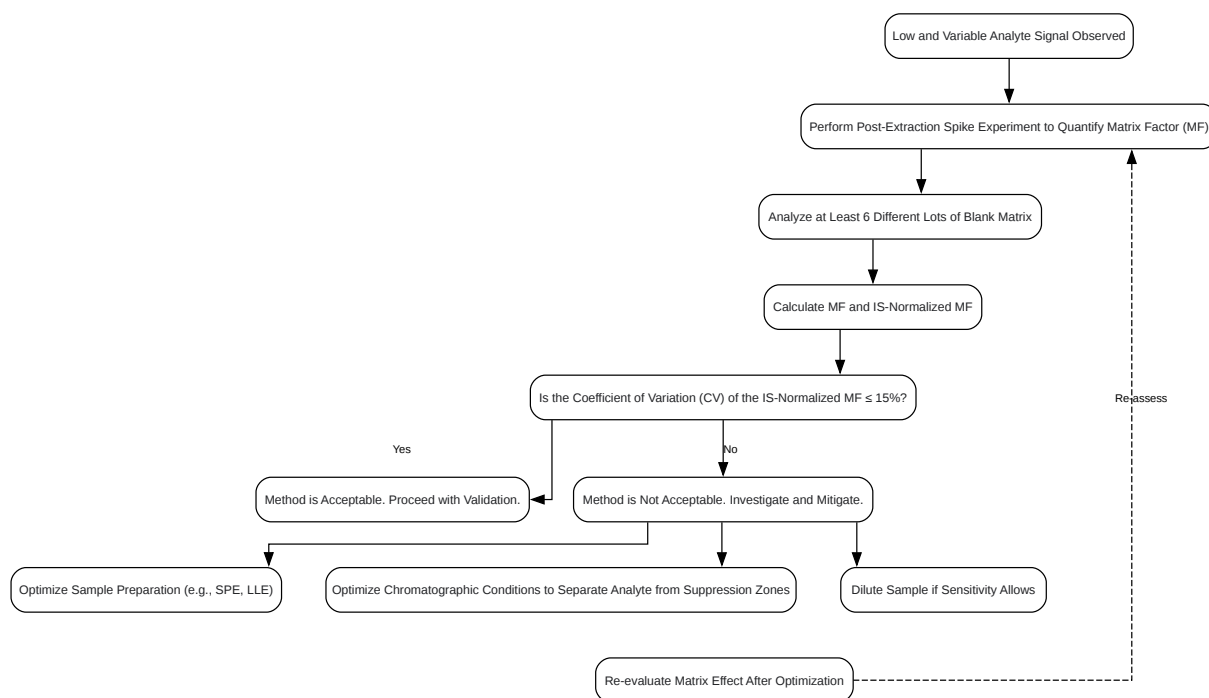 Low and Variable Analyte Signal Observed
Perform Post-Extraction Spike Experiment to Quantify Matrix Factor (MF)
Analyze at Least 6 Different Lots of Blank Matrix
Calculate MF and IS-Normalized MF
Is the Coefficient of Variation (CV) of the IS-Normalized MF ≤ 15%?
Re-assess
Yes
No
Method is Acceptable. Proceed with Validation.
Method is Not Acceptable. Investigate and Mitigate.
Optimize Sample Preparation (e.g., SPE, LLE)
Optimize Chromatographic Conditions to Separate Analyte from Suppression Zones
Dilute Sample if Sensitivity Allows
Re-evaluate Matrix Effect After Optimization